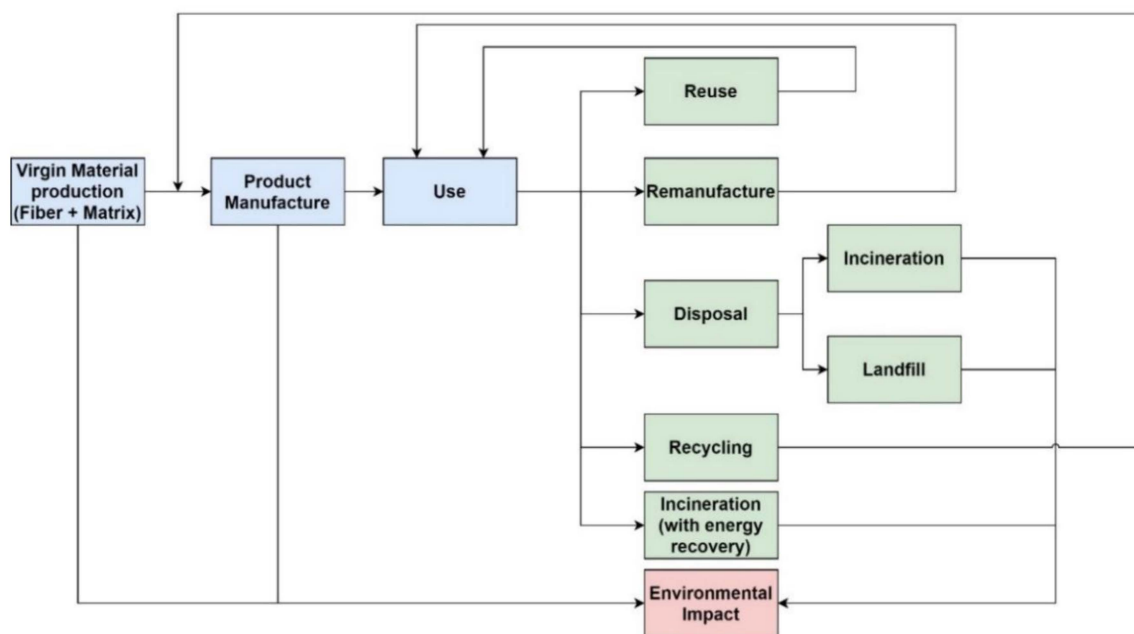 Reuse
Virgin Material
production
(Fiber + Matrix)
Product
Manufacture
Use
Remanufacture
Incineration
Disposal
Landfill
Recycling
Incineration
(with energy
recovery)
Environmental
Impact